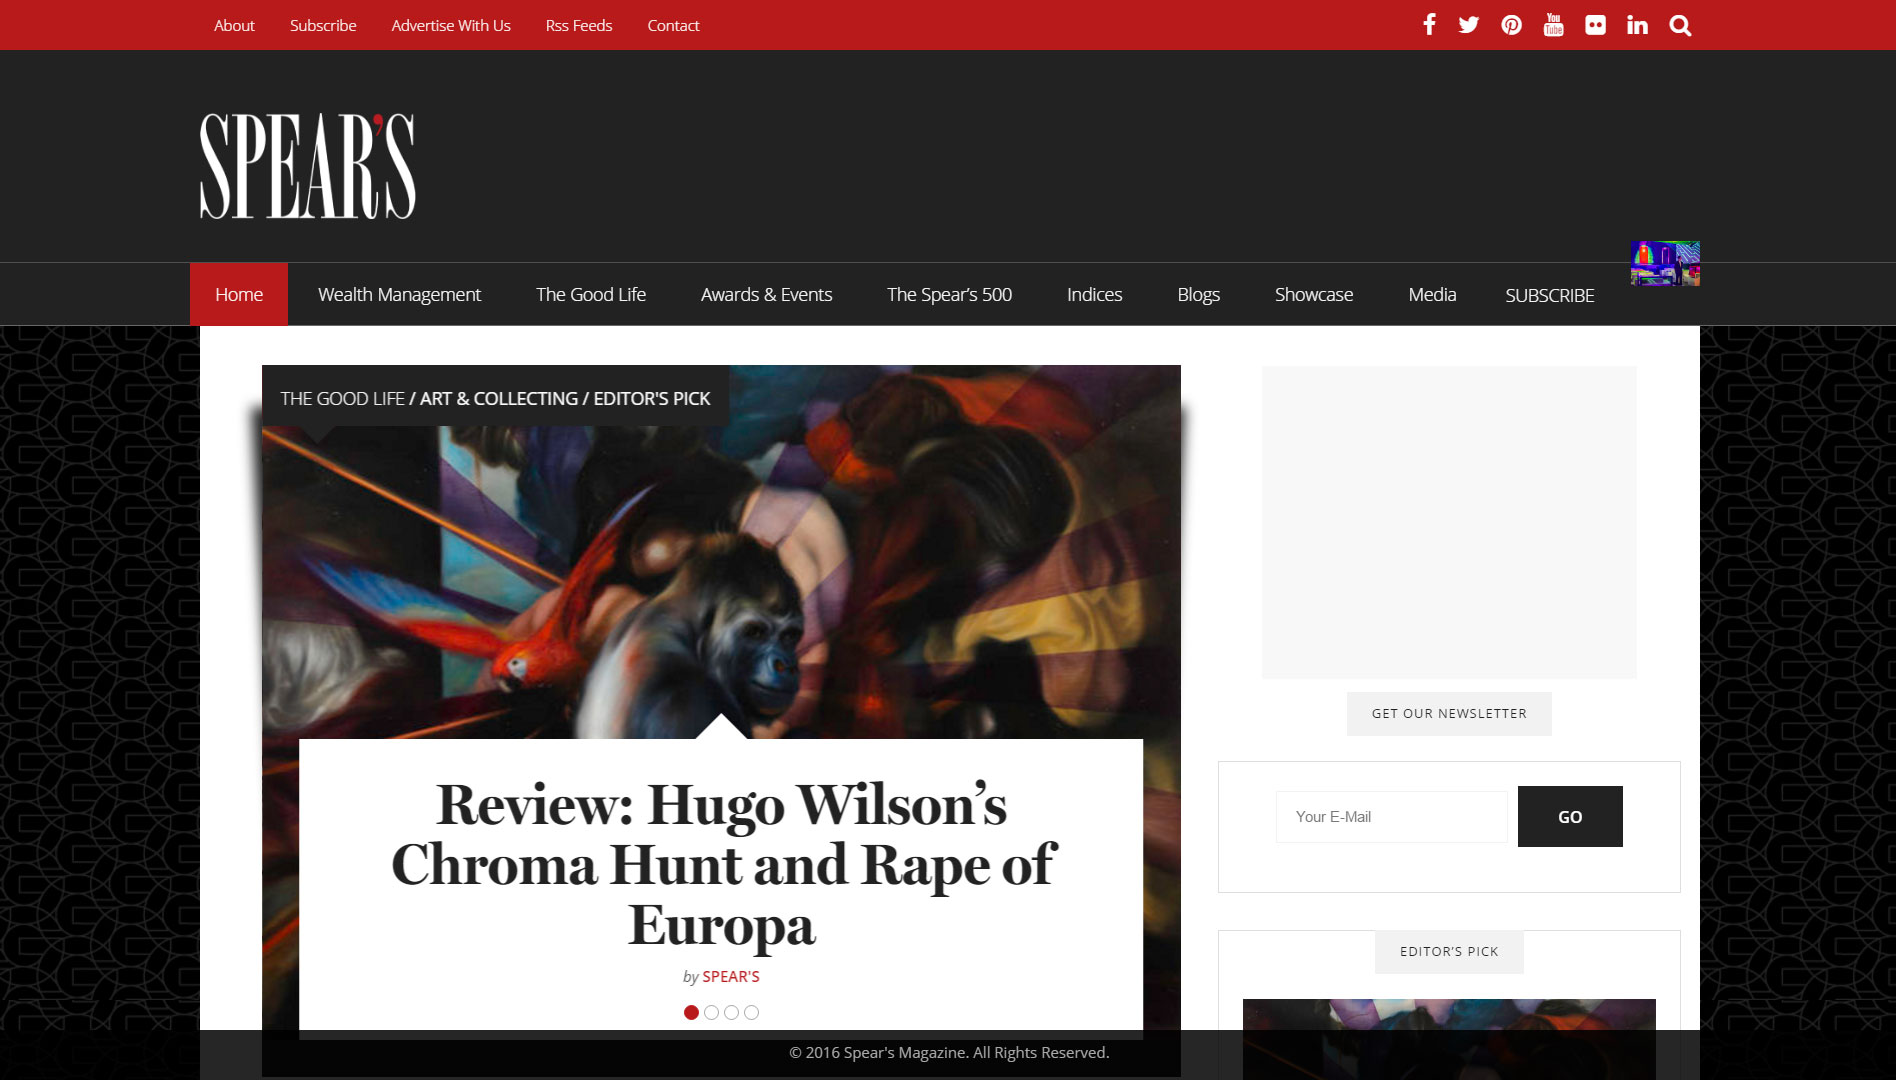 About Subscribe Advertise With Us Rss Feeds Contact
You
Tube
SPEAR'S
Home Wealth Management The Good Life Awards & Events The Spear’s 500 Indices Blogs Showcase Media SUBSCRIBE
THE GOOD LIFE / ART & COLLECTING / EDITOR'S PICK
Review: Hugo Wilson’s
Chroma Hunt and Rape of
Europa
by SPEAR'S
GET OUR NEWSLETTER
Your E-Mail GO
EDITOR’S PICK
© 2016 Spear's Magazine. All Rights Reserved.